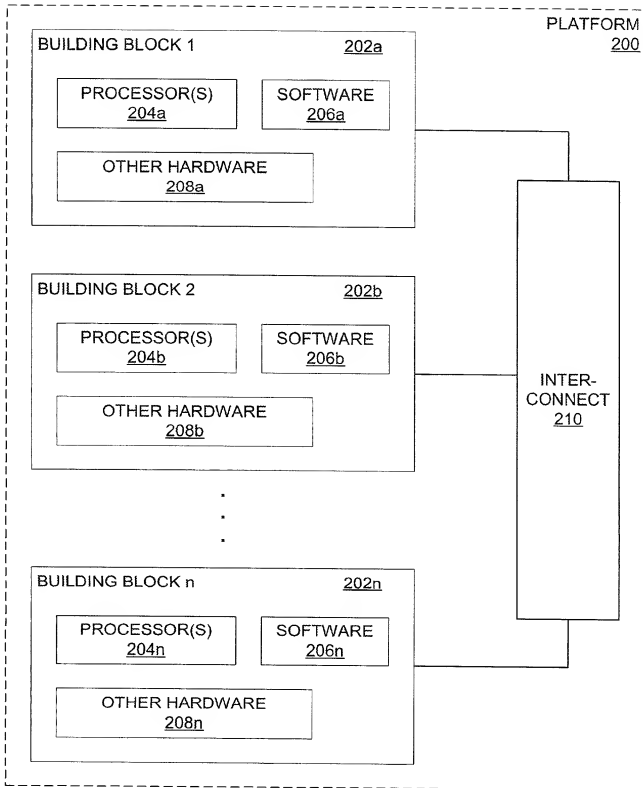 PLATFORM
200
BUILDING BLOCK 1
202a
PROCESSOR(S)
204a
SOFTWARE
206a
OTHER HARDWARE
208a
BUILDING BLOCK 2
202b
PROCESSOR(S)
204b
SOFTWARE
206b
OTHER HARDWARE
208b
INTER-
CONNECT
210
BUILDING BLOCK n
202n
PROCESSOR(S)
204n
SOFTWARE
206n
OTHER HARDWARE
208n